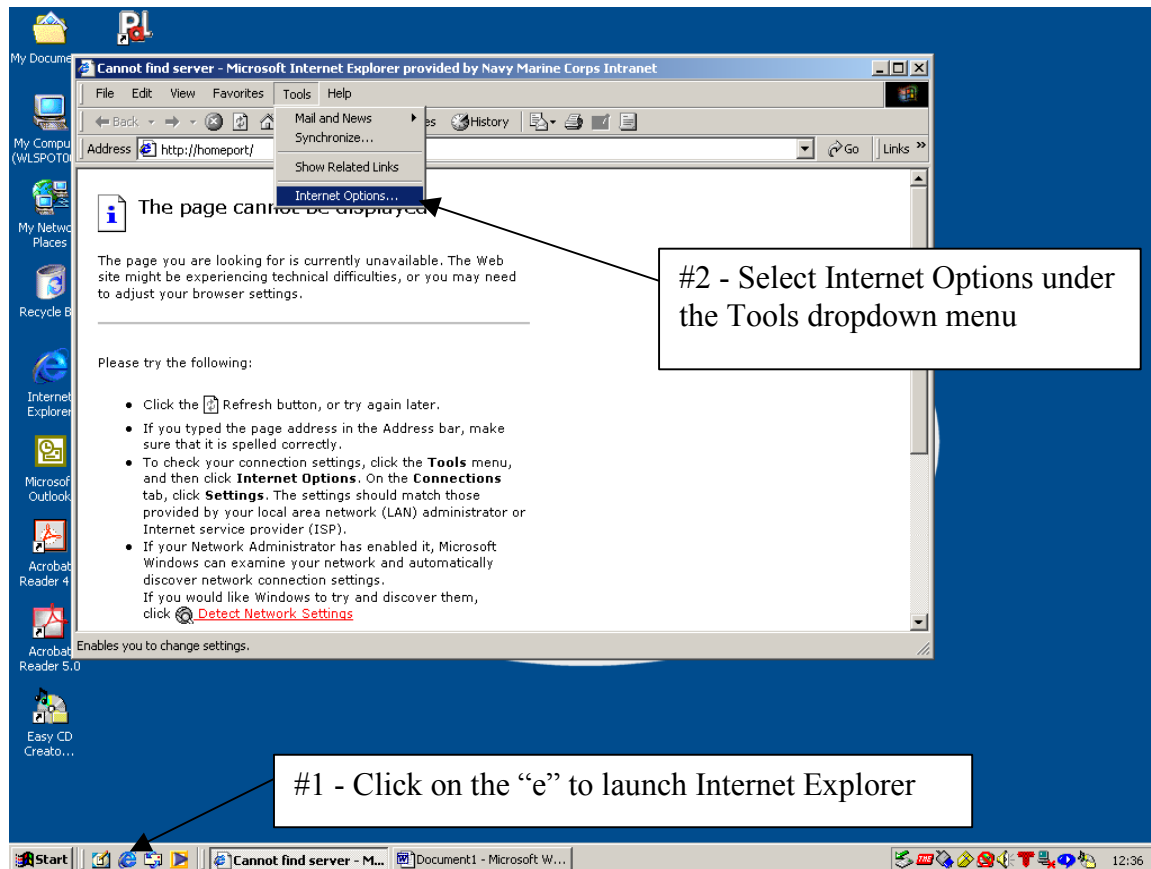 My Docume
Cannot find server - Microsoft Internet Explorer provided by Navy Marine Corps Intranet
File Edit View Favorites Tools Help
Back
es History
Mail and News
Synchronize...
Show Related Links
Internet Options...
My Compu
(WLSPOT0
Address http://homeport/
Go Links »
The page cannot be displayed
My Netwo
Places
The page you are looking for is currently unavailable. The Web
site might be experiencing technical difficulties, or you may need
to adjust your browser settings.
#2 - Select Internet Options under
the Tools dropdown menu
Recycle B
Please try the following:
Internet
Explorer
Click the Refresh button, or try again later.
If you typed the page address in the Address bar, make
sure that it is spelled correctly.
To check your connection settings, click the Tools menu,
and then click Internet Options. On the Connections
tab, click Settings. The settings should match those
provided by your local area network (LAN) administrator or
Internet service provider (ISP).
If your Network Administrator has enabled it, Microsoft
Windows can examine your network and automatically
discover network connection settings.
If you would like Windows to try and discover them,
click Detect Network Settings
Microsof
Outlook
Acrobat
Reader 4
Enables you to change settings.
Acrobat
Reader 5.0
Easy CD
Creato...
#1 - Click on the “e” to launch Internet Explorer
Start
Cannot find server - M...
Document1 - Microsoft W...
12:36